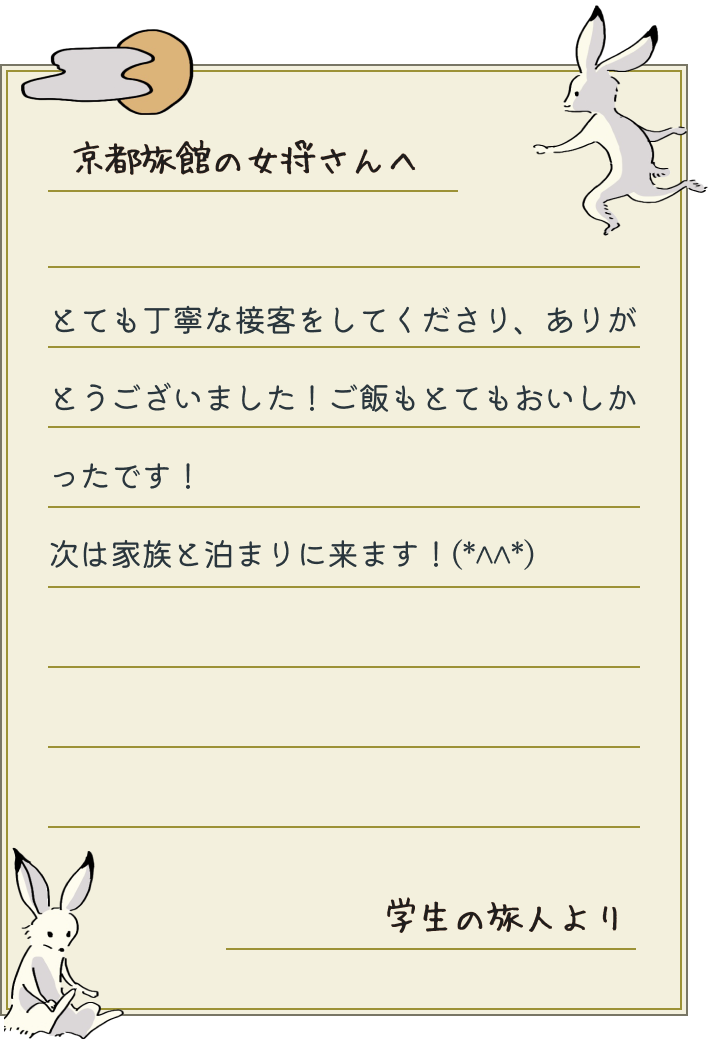 京都旅館の女将さんへ
とても丁寧な接客をしてくださり、ありが
とうございました！ご飯もとてもおいしか
ったです！
次は家族と泊まりに来ます！(*^^*)
学生の旅人より